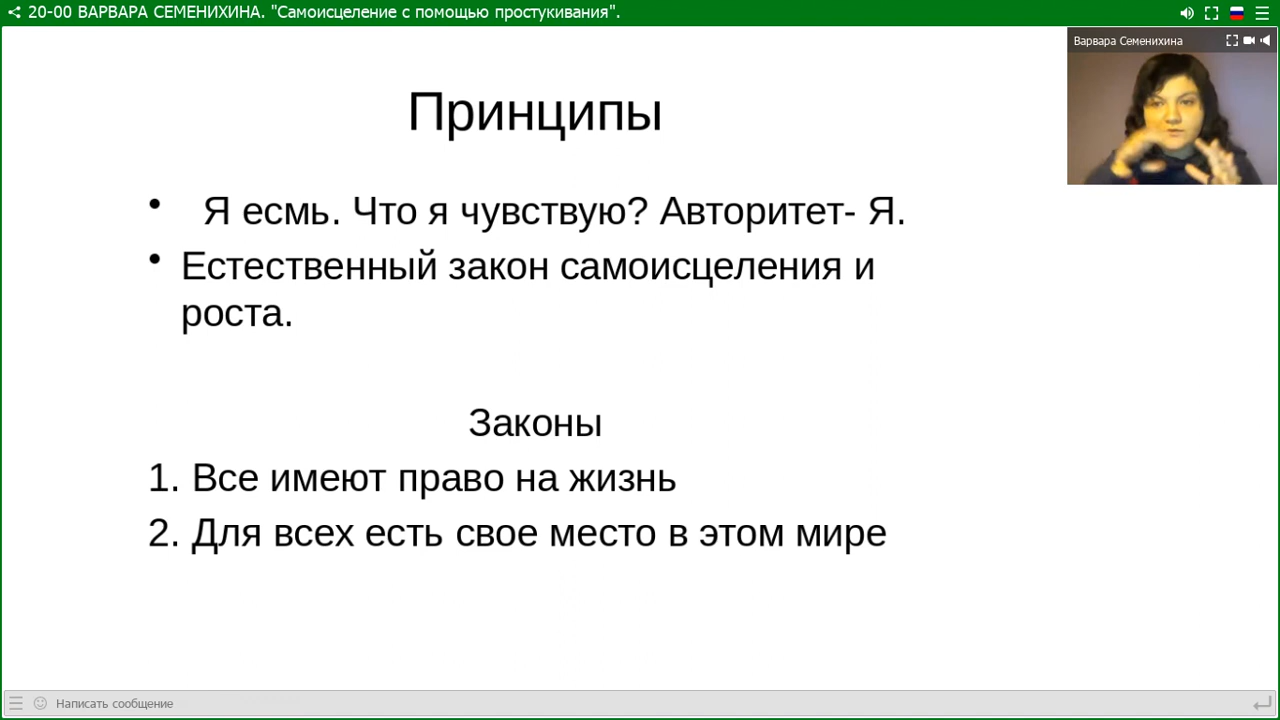 20-00 ВАРВАРА СЕМЕНИХИНА. "Самоисцеление с помощью простукивания".
Варвара Семенихина
Принципы
• Я есмь. Что я чувствую? Авторитет- Я.
• Естественный закон самоисцеления и
роста.
Законы
1. Все имеют право на жизнь
2. Для всех есть свое место в этом мире
Написать сообщение